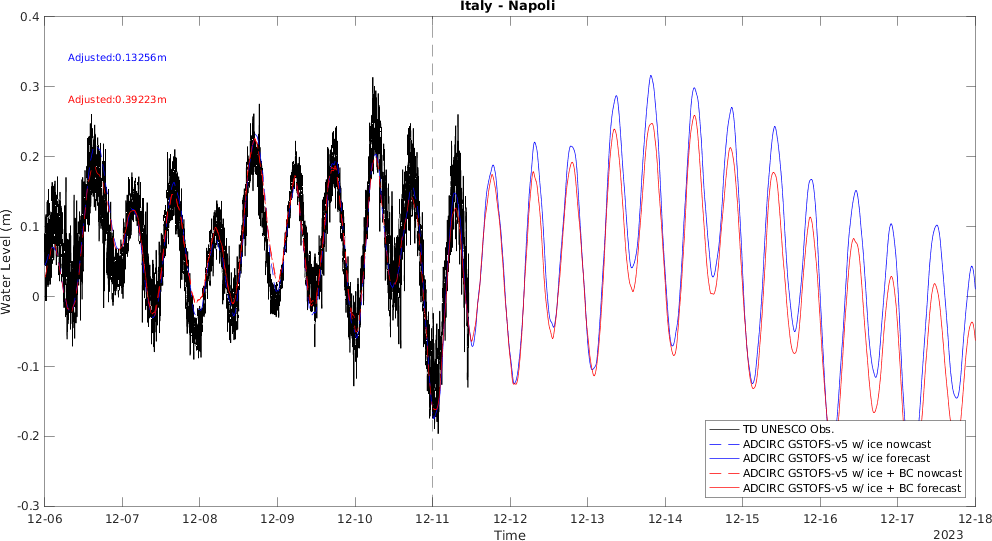 Italy - Napoli
Adjusted:0.13256m
Adjusted:0.39223m
Water Level (m)
0.4
0.3
0.2
0.1
0
-0.1
-0.2
-0.3
TD UNESCO Obs.
ADCIRC GSTOFS-v5 w/ ice nowcast
ADCIRC GSTOFS-v5 w/ ice forecast
ADCIRC GSTOFS-v5 w/ ice + BC nowcast
ADCIRC GSTOFS-v5 w/ ice + BC forecast
12-06 12-07 12-08 12-09 12-10 12-11 12-12 12-13 12-14 12-15 12-16 12-17 12-18
Time
2023